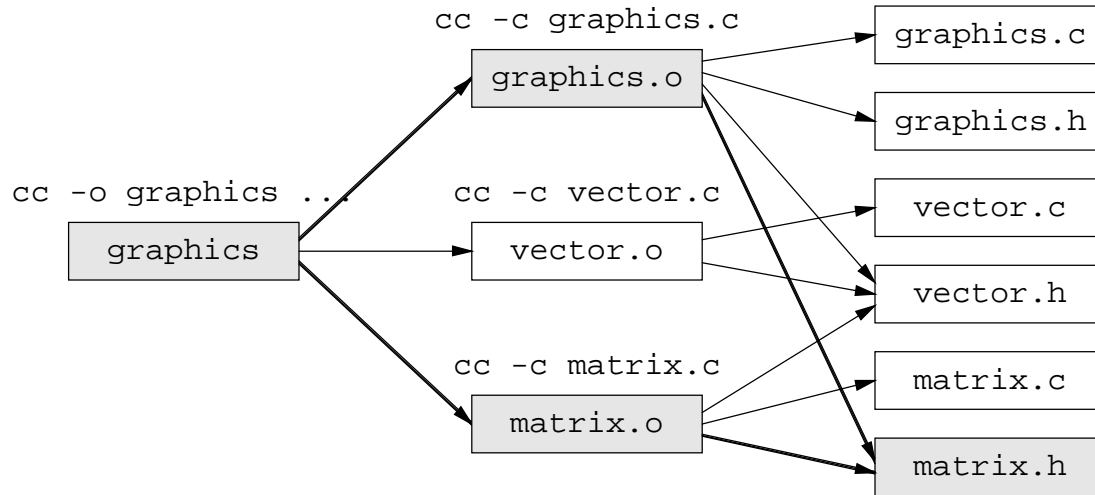 cc -c graphics.c
graphics.c
graphics.o
graphics.h
cc -o graphics ...
cc -c vector.c
vector.c
graphics
vector.o
vector.h
cc -c matrix.c
matrix.c
matrix.o
matrix.h